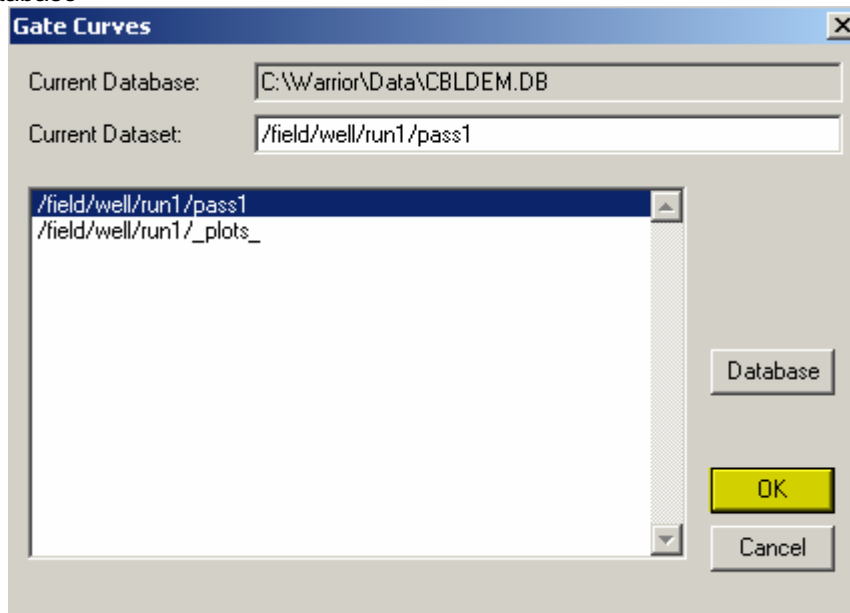 Gate Curves
Current Database: C:\Warrior\Data\CBLDEM.DB
Current Dataset: /field/well/run1/pass1
/field/well/run1/pass1
/field/well/run1/_plots_
Database
OK
Cancel